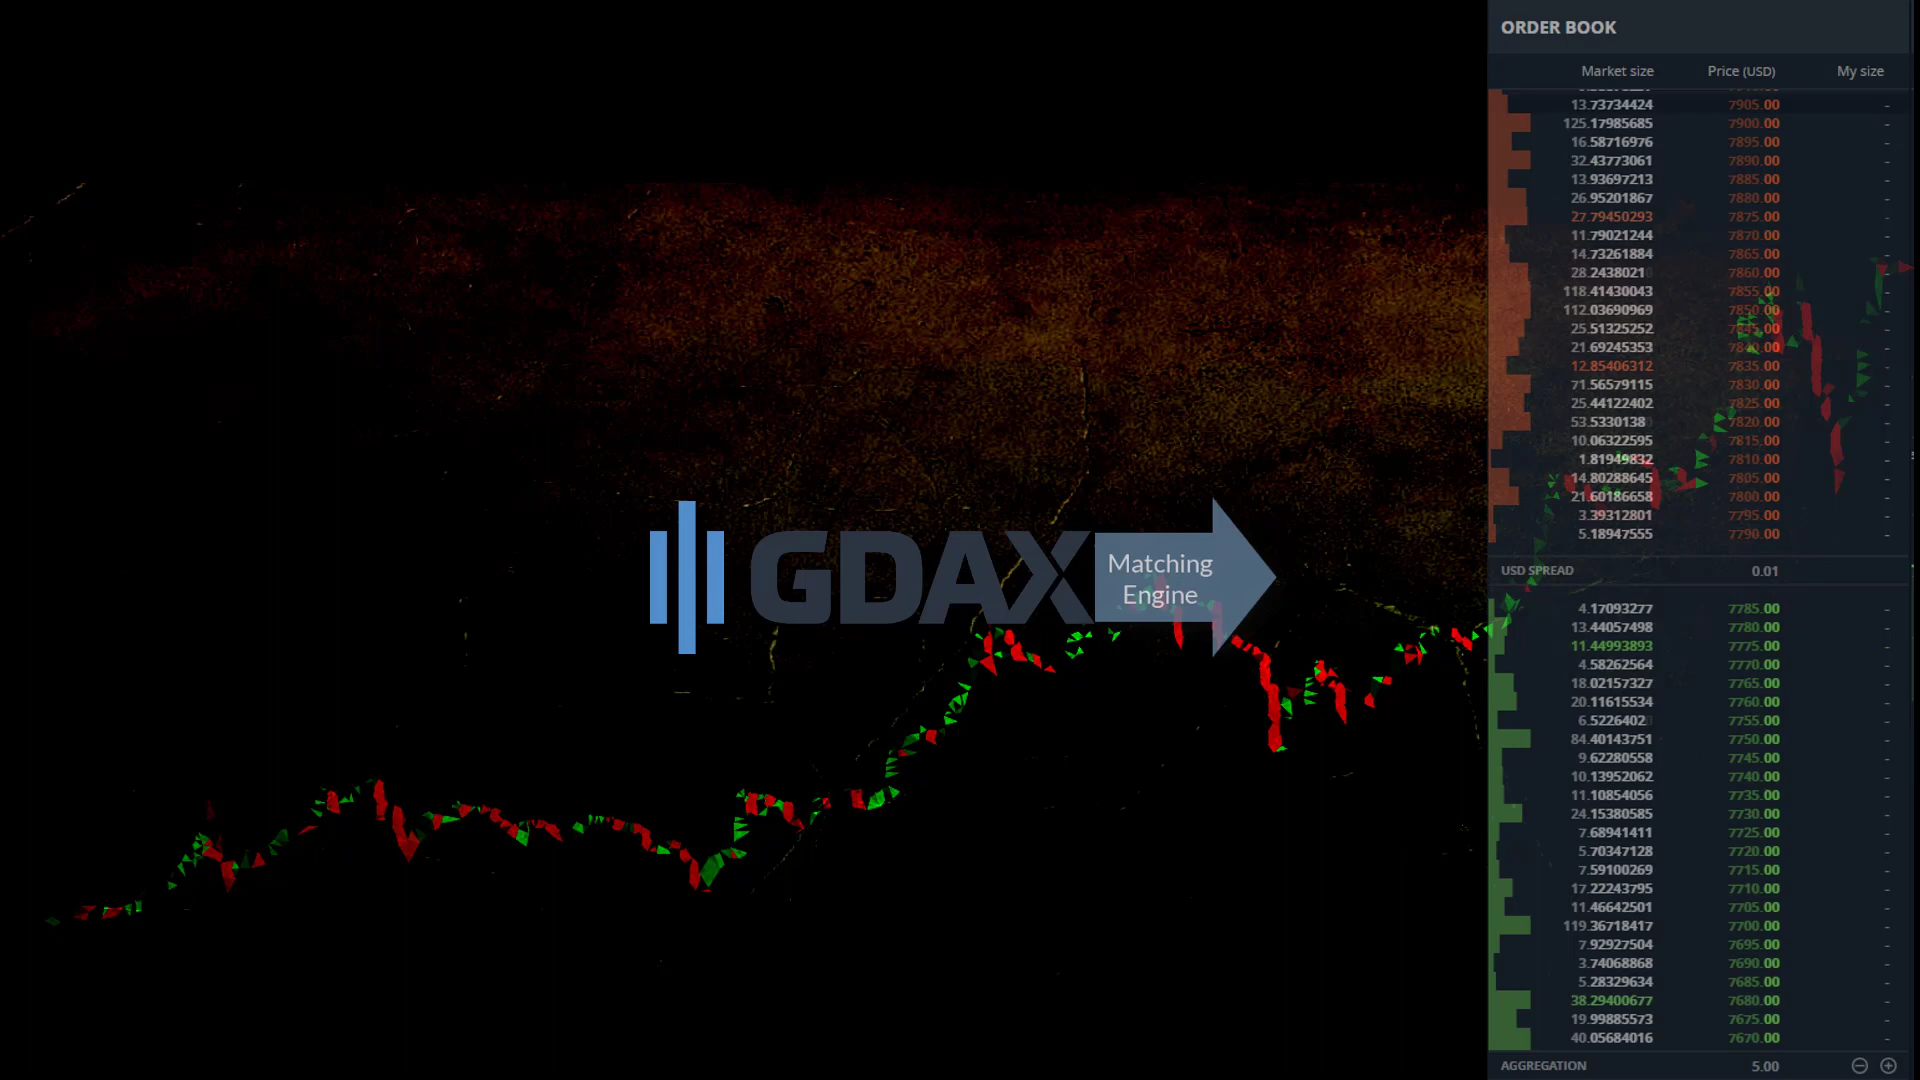 ORDER BOOK
Market size Price (USD) My size
13.73734424 7905.00 -
125.17985685 7900.00 -
16.58716976 7895.00 -
32.43773061 7890.00 -
13.93697213 7885.00 -
26.95201867 7880.00 -
27.79450293 7875.00 -
11.79021244 7870.00 -
14.73261884 7865.00 -
28.24380210 7860.00 -
118.41430043 7855.00 -
112.03690969 7850.00 -
25.51325252 7845.00 -
21.69245353 7840.00 -
12.85406312 7835.00 -
71.56579115 7830.00 -
25.44122402 7825.00 -
53.53301380 7820.00 -
10.06322595 7815.00 -
1.81949832 7810.00 -
14.80288645 7805.00 -
21.60186658 7800.00 -
3.39312801 7795.00 -
5.18947555 7790.00 -
USD SPREAD 0.01
4.17093277 7785.00 -
13.44057498 7780.00 -
11.44993893 7775.00 -
4.58262564 7770.00 -
18.02157327 7765.00 -
20.11615534 7760.00 -
6.52264020 7755.00 -
84.40143751 7750.00 -
9.62280558 7745.00 -
10.13952062 7740.00 -
11.10854056 7735.00 -
24.15380585 7730.00 -
7.68941411 7725.00 -
5.70347128 7720.00 -
7.59100269 7715.00 -
17.22243795 7710.00 -
11.46642501 7705.00 -
119.36718417 7700.00 -
7.92927504 7695.00 -
3.74068868 7690.00 -
5.28329634 7685.00 -
38.29400677 7680.00 -
19.99885573 7675.00 -
40.05684016 7670.00 -
AGGREGATION 5.00
GDAX
Matching
Engine